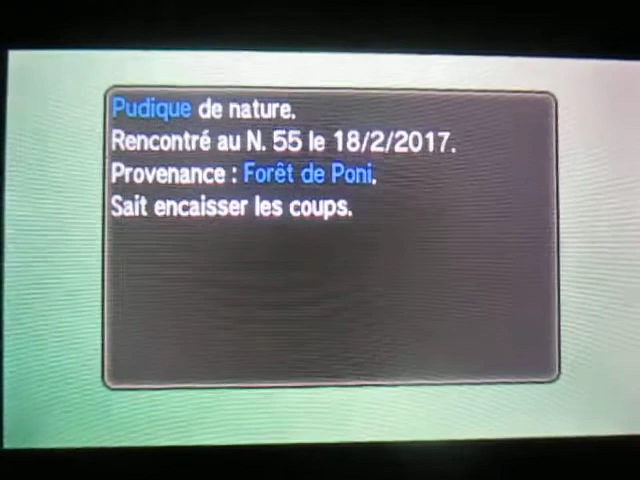 Pudique de nature.
Rencontré au N. 55 le 18/2/2017.
Provenance : Forêt de Poni.
Sait encaisser les coups.